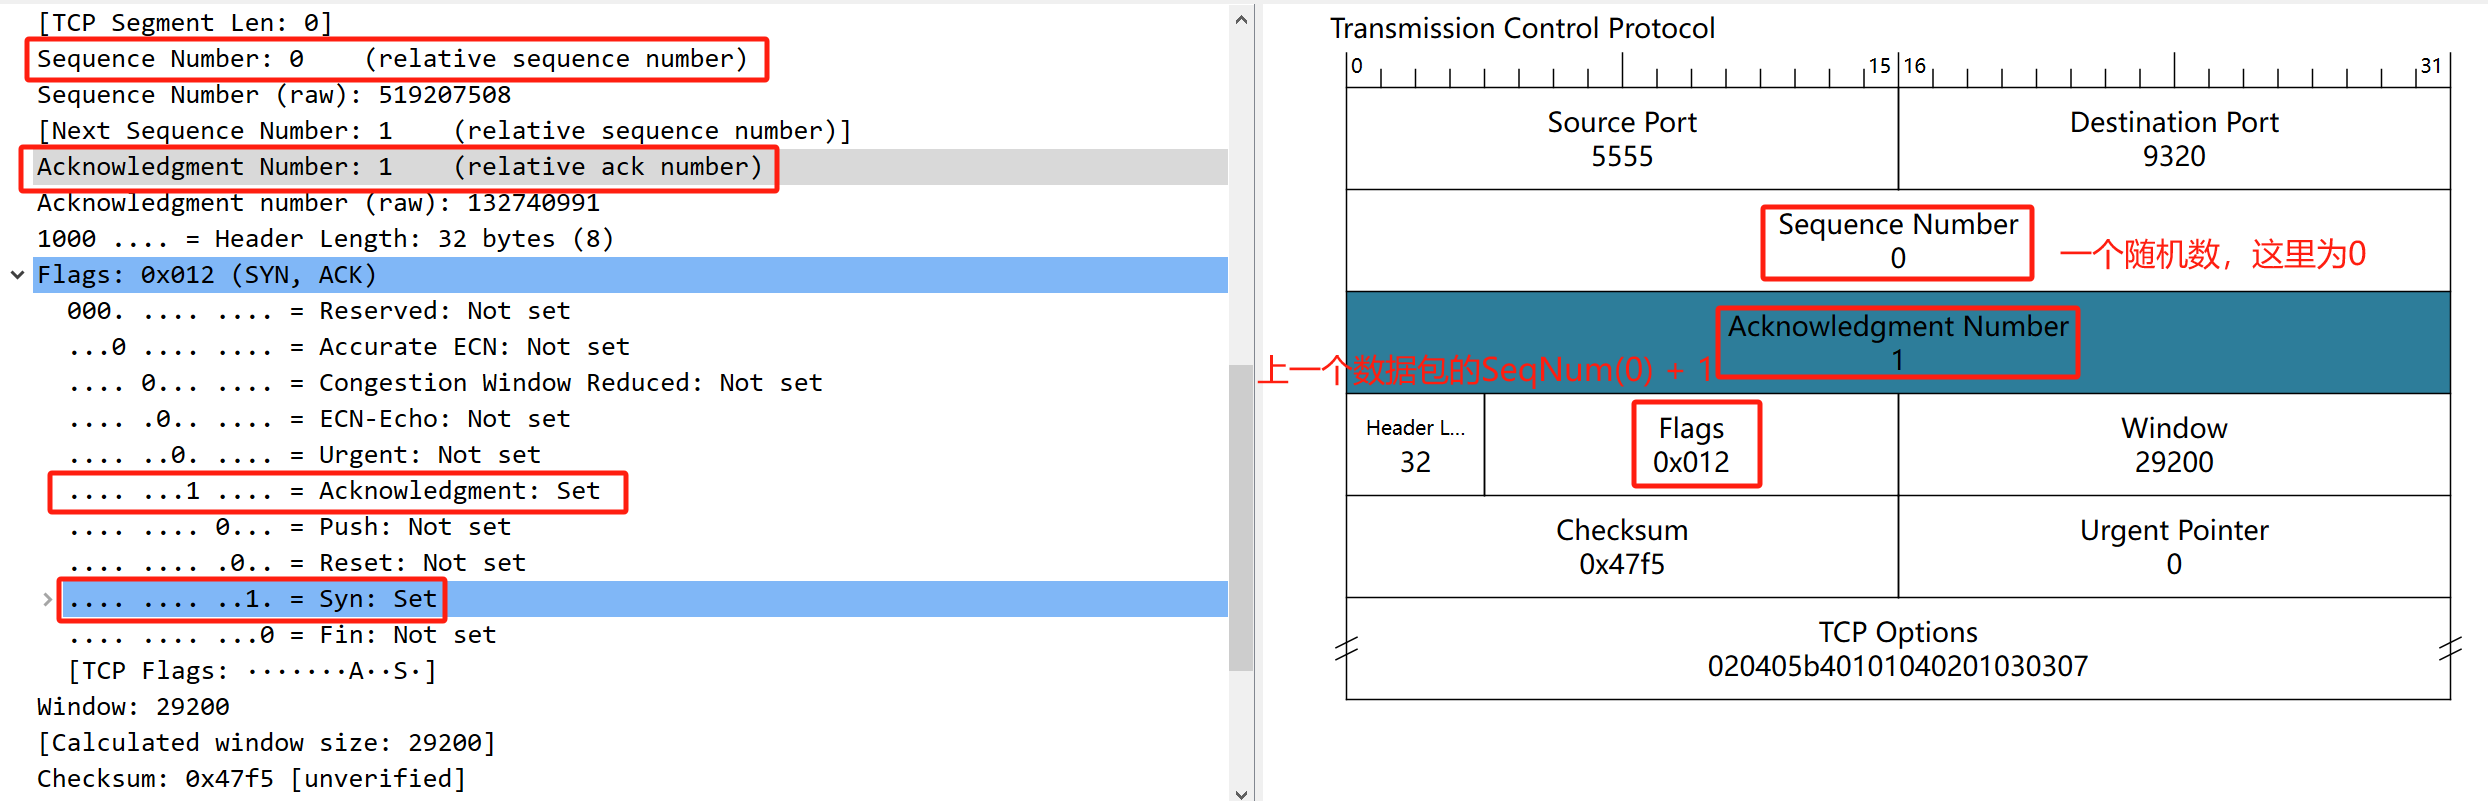 [TCP Segment Len: 0]
Sequence Number: 0    (relative sequence number)
Sequence Number (raw): 519207508
[Next Sequence Number: 1    (relative sequence number)]
Acknowledgment Number: 1    (relative ack number)
Acknowledgment number (raw): 132740991
1000 .... = Header Length: 32 bytes (8)
Flags: 0x012 (SYN, ACK)
000. .... .... = Reserved: Not set
...0 .... .... = Accurate ECN: Not set
.... 0... .... = Congestion Window Reduced: Not set
.... .0.. .... = ECN-Echo: Not set
.... ..0. .... = Urgent: Not set
.... ...1 .... = Acknowledgment: Set
.... .... 0... = Push: Not set
.... .... .0.. = Reset: Not set
.... .... ..1. = Syn: Set
.... .... ...0 = Fin: Not set
[TCP Flags: ·······A··S·]
Window: 29200
[Calculated window size: 29200]
Checksum: 0x47f5 [unverified]
Transmission Control Protocol
0 15 16 31
Source Port
5555
Destination Port
9320
Sequence Number
0
一个随机数，这里为0
Acknowledgment Number
1
上一个数据包的SeqNum(0) + 1
Header L...
32
Flags
0x012
Window
29200
Checksum
0x47f5
Urgent Pointer
0
TCP Options
020405b40101040201030307